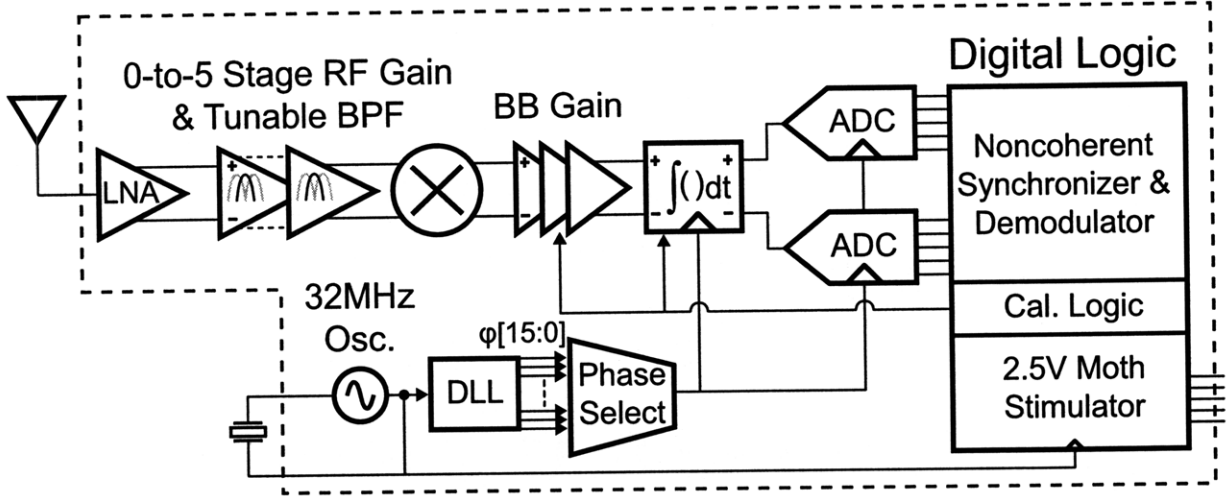 Digital Logic
0-to-5 Stage RF Gain
& Tunable BPF
BB Gain
LNA
+
-
+
-
∫()dt
+
+
-
-
ADC
ADC
Noncoherent
Synchronizer &
Demodulator
Cal. Logic
2.5V Moth
Stimulator
32MHz
Osc.
DLL
φ[15:0]
Phase
Select